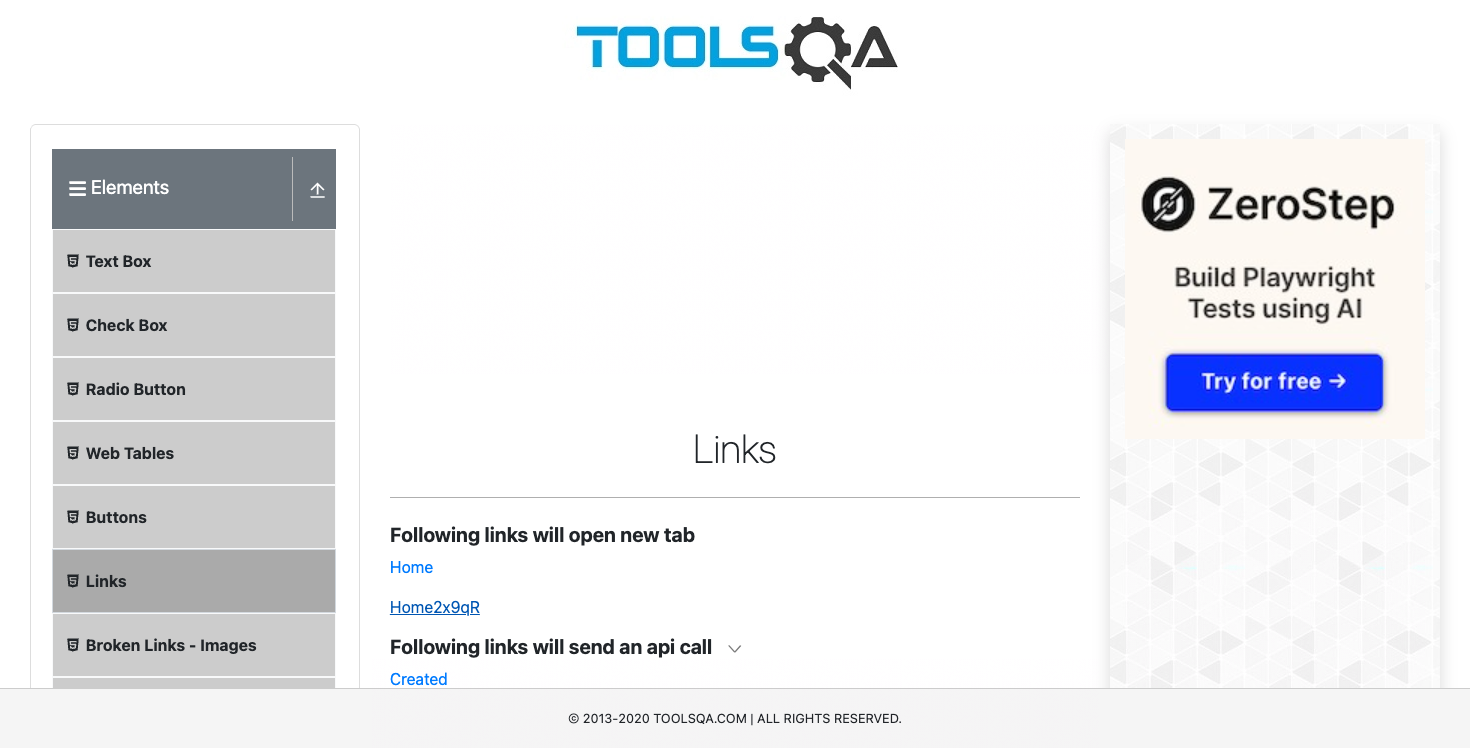 TOOLSQA
Elements
Text Box
Check Box
Radio Button
Web Tables
Buttons
Links
Broken Links - Images
Links
Following links will open new tab
Home
Home2x9qR
Following links will send an api call
Created
ZeroStep
Build Playwright
Tests using AI
Try for free →
© 2013-2020 TOOLSQA.COM | ALL RIGHTS RESERVED.